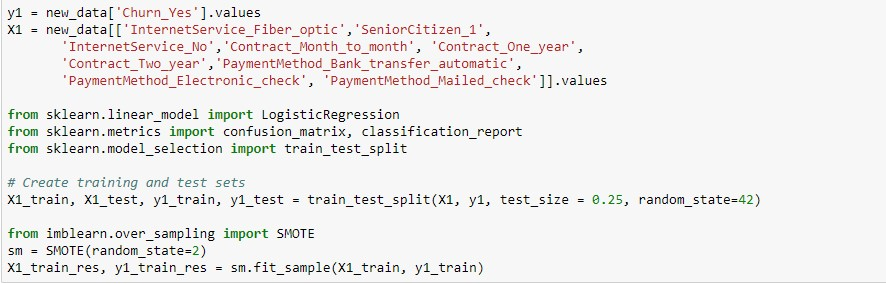 y1 = new_data['Churn_Yes'].values
X1 = new_data[['InternetService_Fiber_optic','SeniorCitizen_1',
'InternetService_No','Contract_Month_to_month', 'Contract_One_year',
'Contract_Two_year','PaymentMethod_Bank_transfer_automatic',
'PaymentMethod_Electronic_check', 'PaymentMethod_Mailed_check']].values
from sklearn.linear_model import LogisticRegression
from sklearn.metrics import confusion_matrix, classification_report
from sklearn.model_selection import train_test_split
# Create training and test sets
X1_train, X1_test, y1_train, y1_test = train_test_split(X1, y1, test_size = 0.25, random_state=42)
from imblearn.over_sampling import SMOTE
sm = SMOTE(random_state=2)
X1_train_res, y1_train_res = sm.fit_sample(X1_train, y1_train)